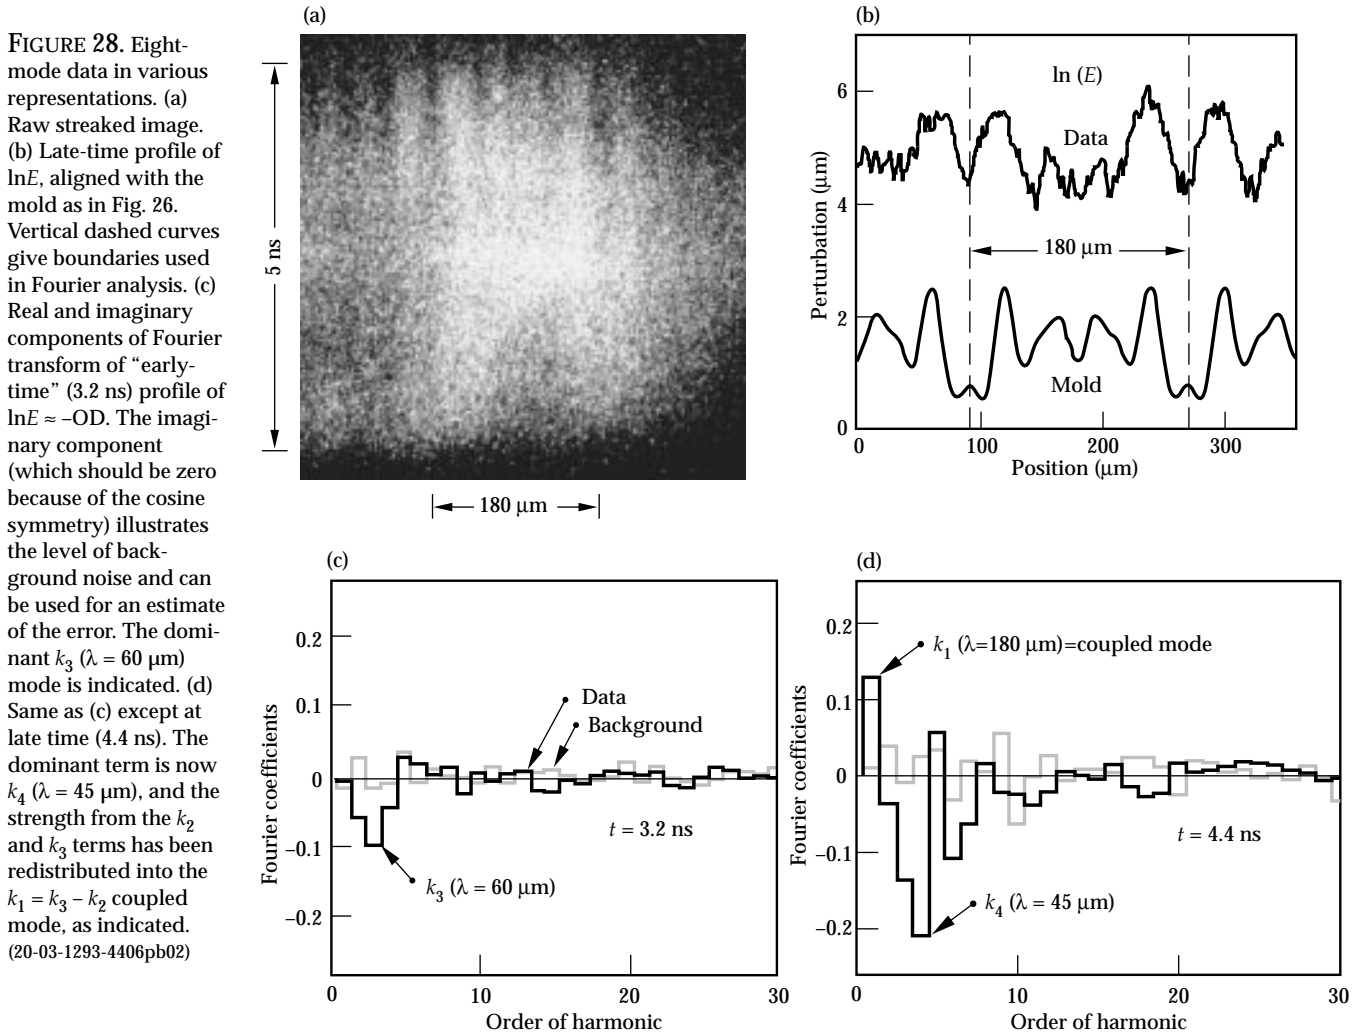 FIGURE 28. Eight-
mode data in various
representations. (a)
Raw streaked image.
(b) Late-time profile of
lnE, aligned with the
mold as in Fig. 26.
Vertical dashed curves
give boundaries used
in Fourier analysis. (c)
Real and imaginary
components of Fourier
transform of “early-
time” (3.2 ns) profile of
lnE ≈ –OD. The imagi-
nary component
(which should be zero
because of the cosine
symmetry) illustrates
the level of back-
ground noise and can
be used for an estimate
of the error. The domi-
nant k₃ (λ = 60 µm)
mode is indicated. (d)
Same as (c) except at
late time (4.4 ns). The
dominant term is now
k₄ (λ = 45 µm), and the
strength from the k₂
and k₃ terms has been
redistributed into the
k₁ = k₃ – k₂ coupled
mode, as indicated.
(20-03-1293-4406pb02)
(a)
5 ns
180 µm
(b)
Perturbation (µm)
6
4
2
0
ln (E)
Data
180 µm
Mold
0
100
200
300
Position (µm)
(c)
Fourier coefficients
0.2
0.1
0
–0.1
–0.2
Data
Background
t = 3.2 ns
k₃ (λ = 60 µm)
0
10
20
30
Order of harmonic
(d)
Fourier coefficients
0.2
0.1
0
–0.1
–0.2
k₁ (λ=180 µm)=coupled mode
t = 4.4 ns
k₄ (λ = 45 µm)
0
10
20
30
Order of harmonic